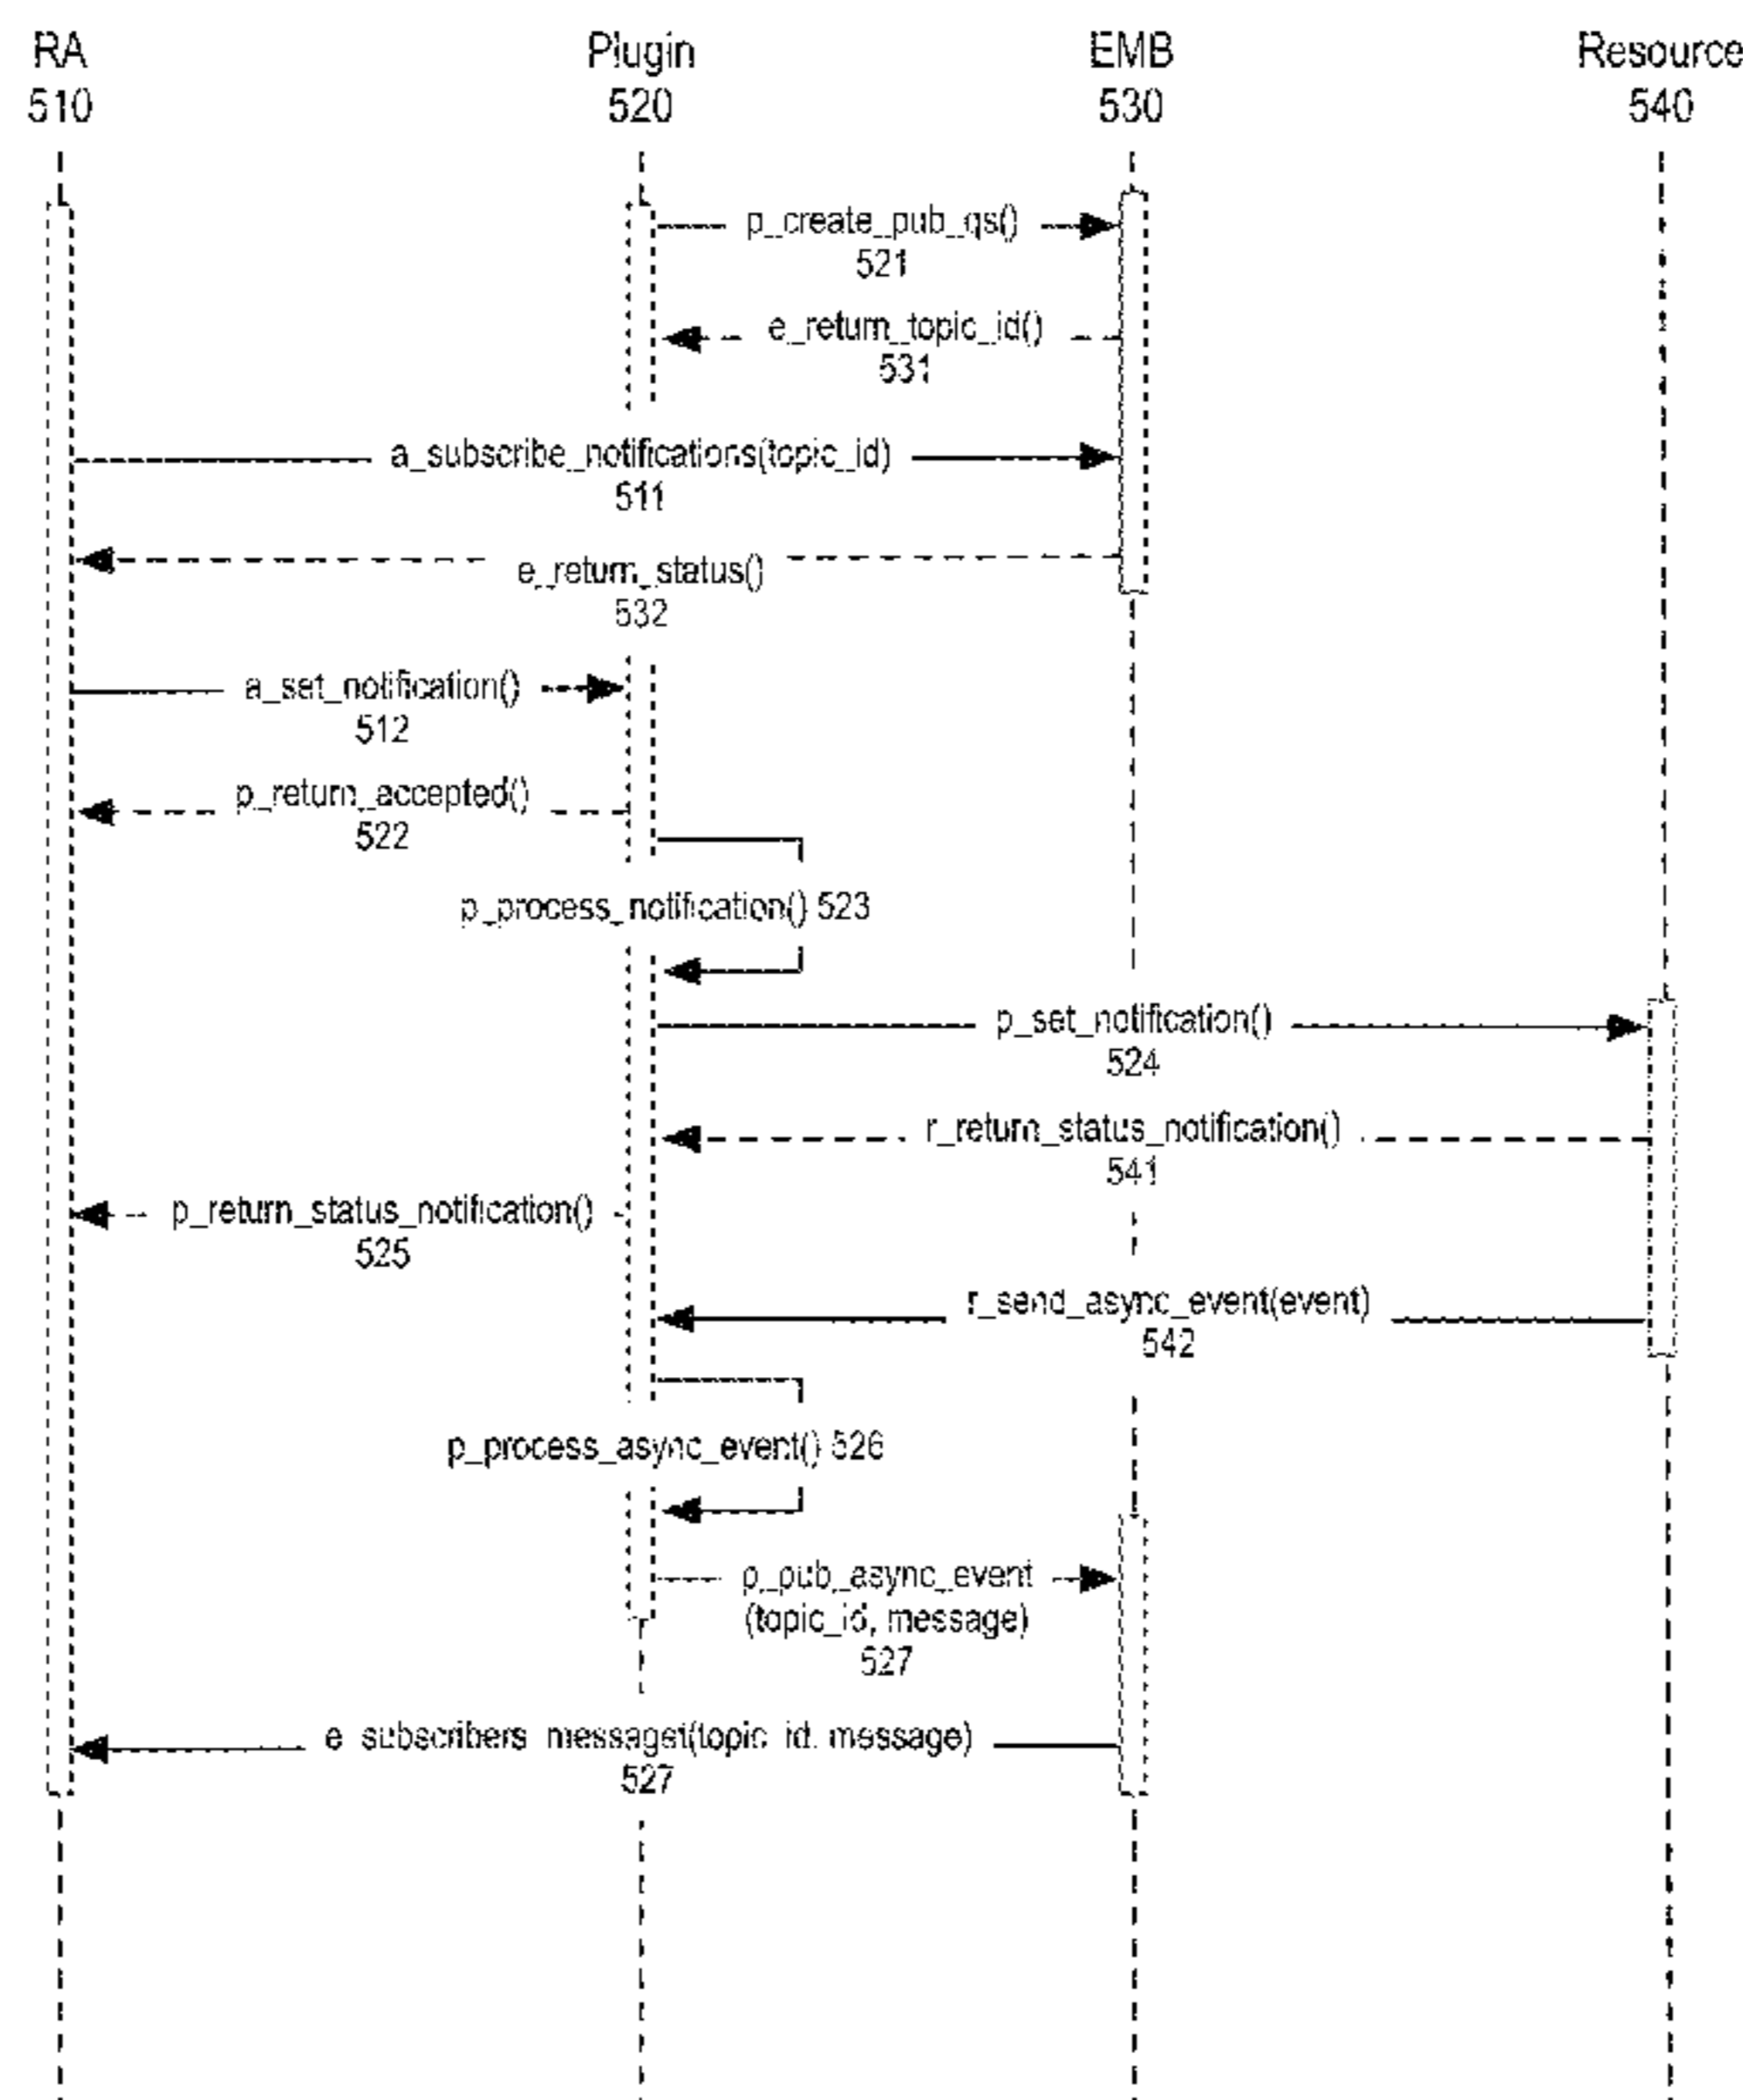 RA
510
Plugin
520
EMB
530
Resource
540
p_create_pub_qs()
521
e_return_topic_id()
531
a_subscribe_notifications(topic_id)
511
e_return_status()
532
a_set_notification()
512
p_return_accepted()
522
p_process_notification() 523
p_set_notification()
524
r_return_status_notification()
541
p_return_status_notification()
525
r_send_async_event(event)
542
p_process_async_event() 526
p_pub_async_event
(topic_id, message)
527
e_subscribers_messaget(topic_id, message)
527